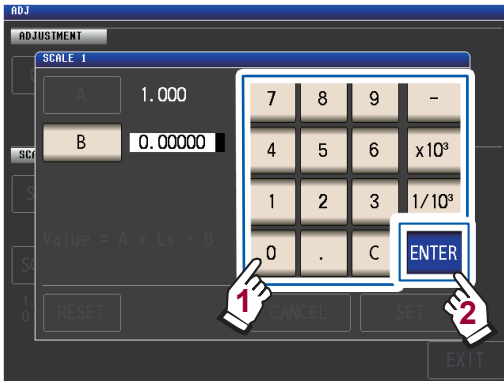 ADJ
ADJUSTMENT
SCALE 1
A 1.000
7 8 9 -
B 0.00000
4 5 6 x10³
1 2 3 1/10³
Value = A * Ls + B
0 . C ENTER
1 2
RESET CANCEL SET
EXIT